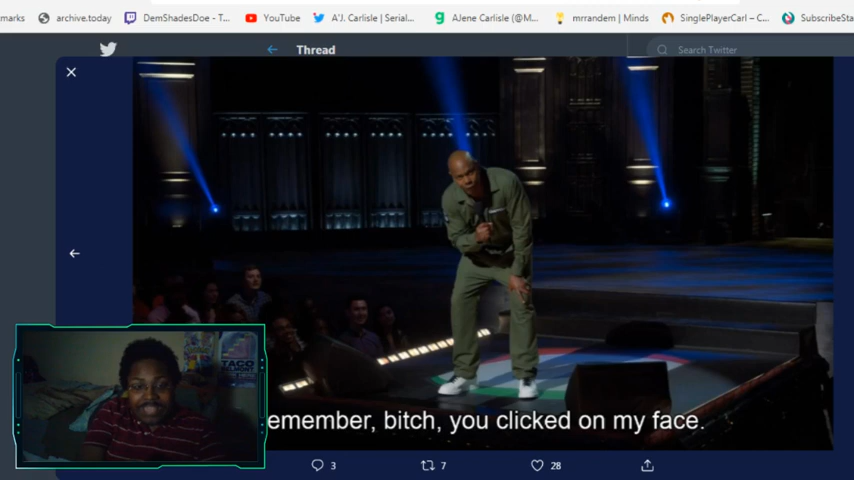 marks archive.today DemShadesDoe - T... YouTube A'J. Carlisle | Serial... AJene Carlisle (@M... mrrandem | Minds SinglePlayerCarl – C... SubscribeSta
Thread Search Twitter
TACO
emember, bitch, you clicked on my face.
3 7 28